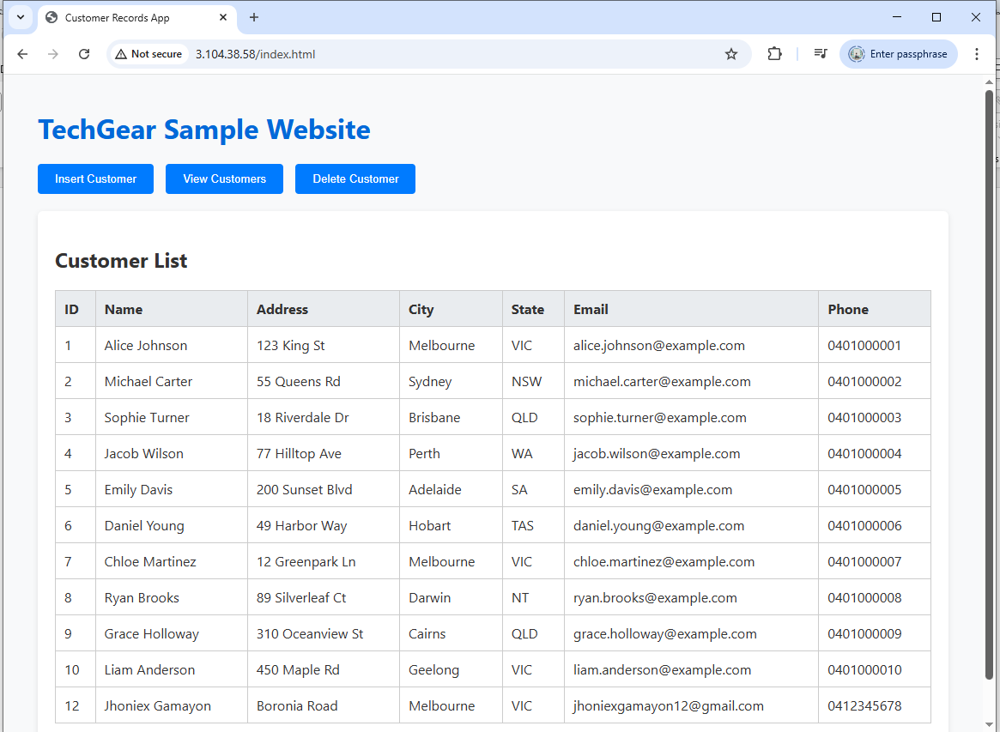 Customer Records App
Not secure 3.104.38.58/index.html Enter passphrase
TechGear Sample Website
Insert Customer View Customers Delete Customer
Customer List
ID Name Address City State Email Phone
1 Alice Johnson 123 King St Melbourne VIC alice.johnson@example.com 0401000001
2 Michael Carter 55 Queens Rd Sydney NSW michael.carter@example.com 0401000002
3 Sophie Turner 18 Riverdale Dr Brisbane QLD sophie.turner@example.com 0401000003
4 Jacob Wilson 77 Hilltop Ave Perth WA jacob.wilson@example.com 0401000004
5 Emily Davis 200 Sunset Blvd Adelaide SA emily.davis@example.com 0401000005
6 Daniel Young 49 Harbor Way Hobart TAS daniel.young@example.com 0401000006
7 Chloe Martinez 12 Greenpark Ln Melbourne VIC chloe.martinez@example.com 0401000007
8 Ryan Brooks 89 Silverleaf Ct Darwin NT ryan.brooks@example.com 0401000008
9 Grace Holloway 310 Oceanview St Cairns QLD grace.holloway@example.com 0401000009
10 Liam Anderson 450 Maple Rd Geelong VIC liam.anderson@example.com 0401000010
12 Jhoniex Gamayon Boronia Road Melbourne VIC jhoniexgamayon12@gmail.com 0412345678